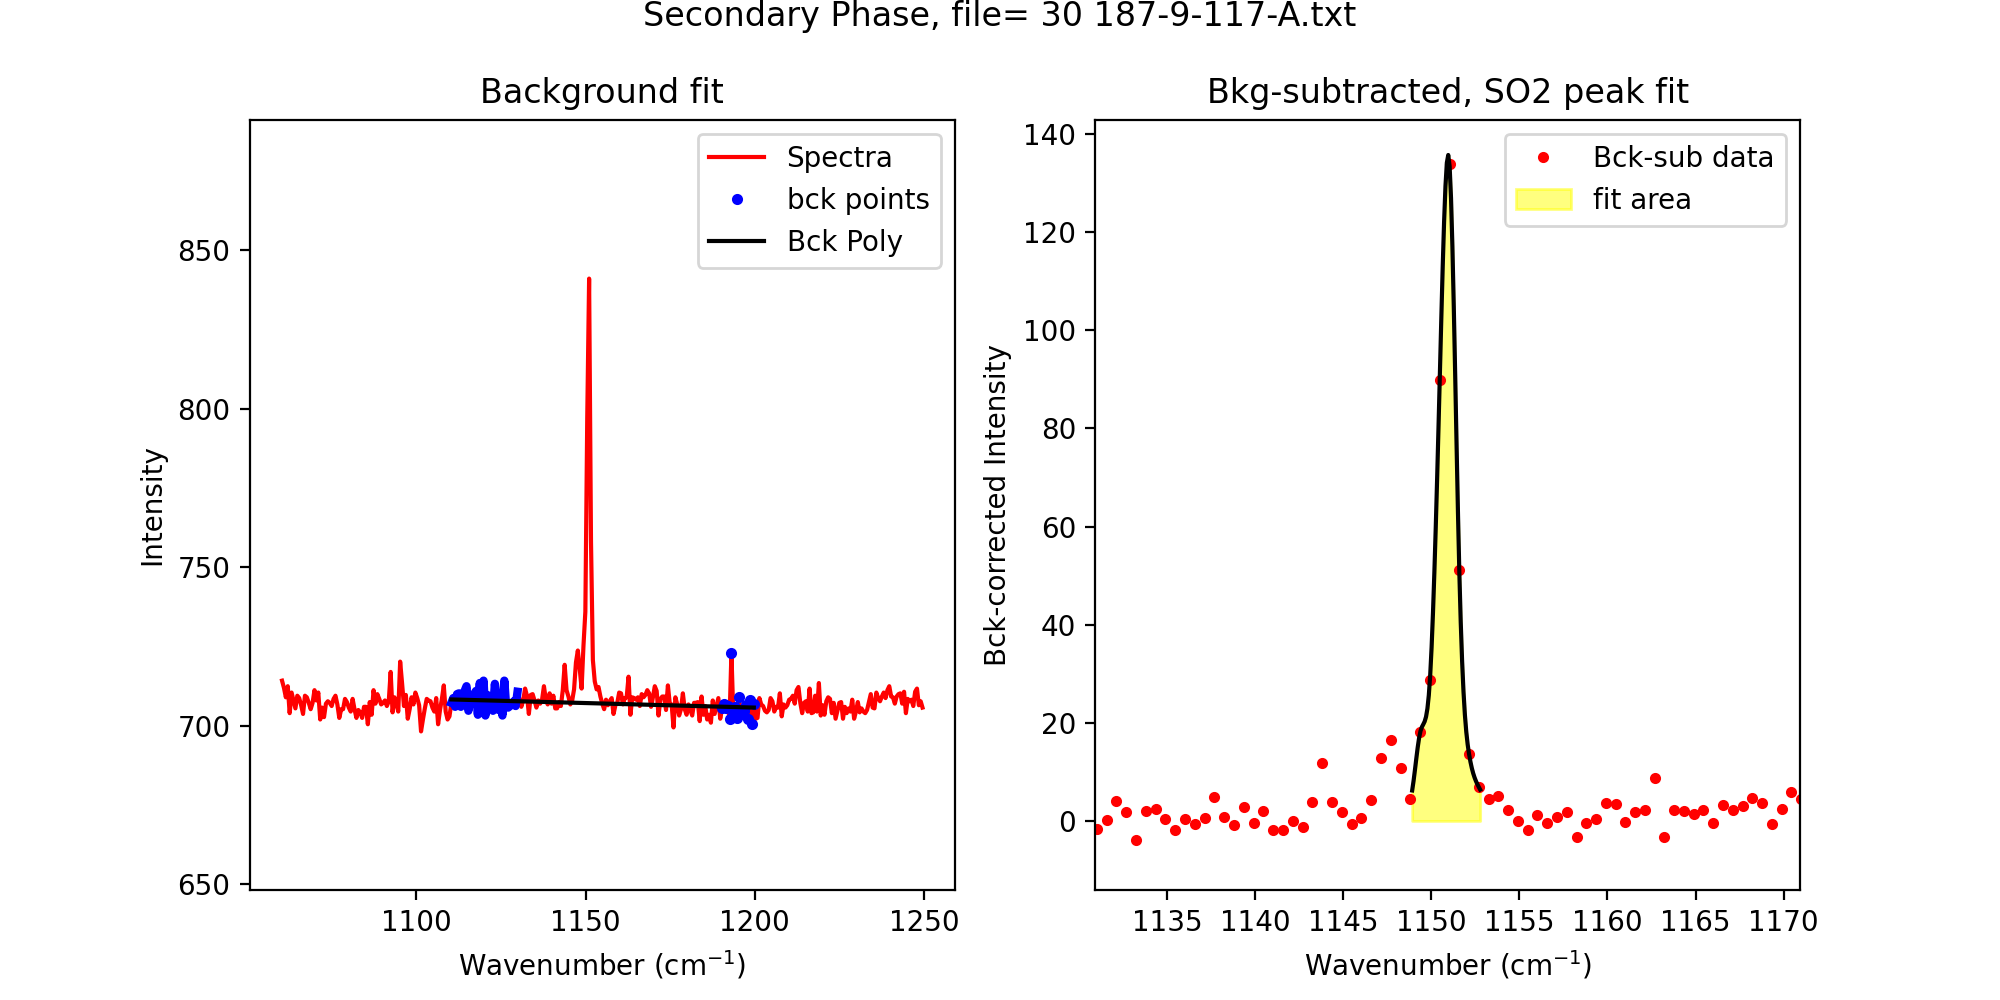 Secondary Phase, file= 30 187-9-117-A.txt
Background fit
Spectra
bck points
Bck Poly
Intensity
850
800
750
700
650
1100 1150 1200 1250
Wavenumber (cm⁻¹)
Bkg-subtracted, SO2 peak fit
Bck-sub data
fit area
Bck-corrected Intensity
140
120
100
80
60
40
20
0
1135 1140 1145 1150 1155 1160 1165 1170
Wavenumber (cm⁻¹)